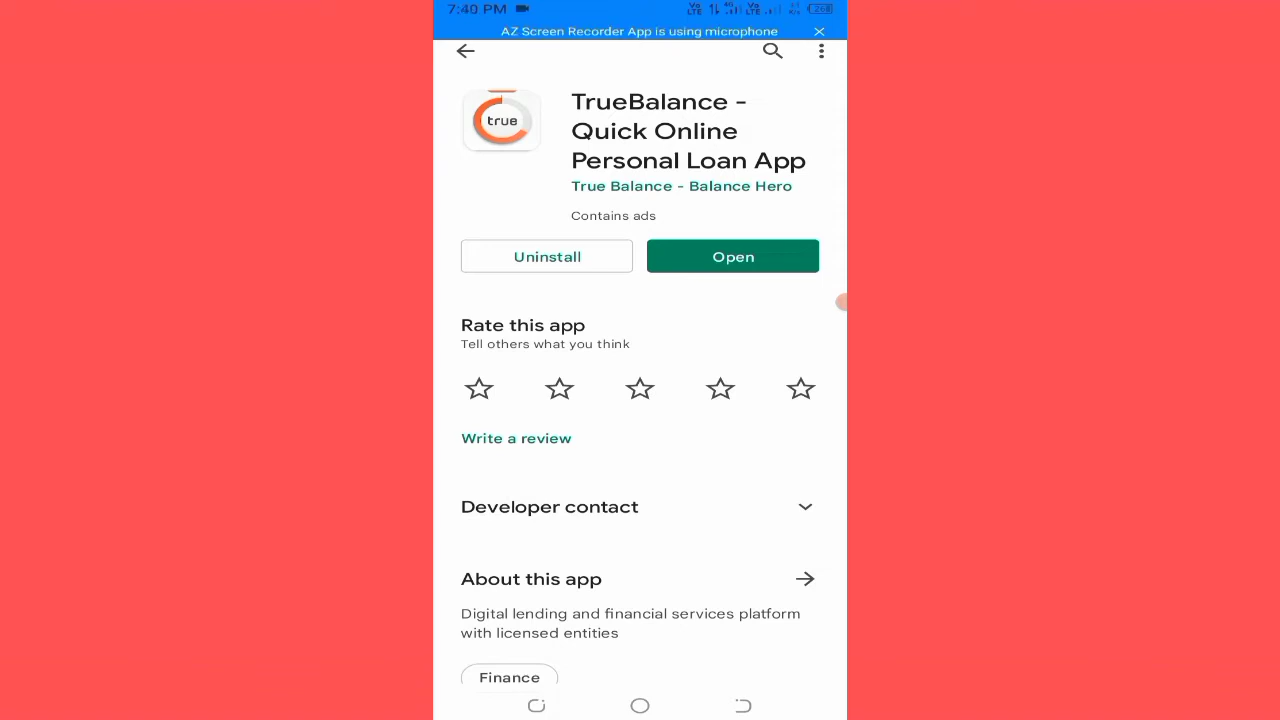 7:40 PM
AZ Screen Recorder App is using microphone
true
TrueBalance -
Quick Online
Personal Loan App
True Balance - Balance Hero
Contains ads
Uninstall
Open
Rate this app
Tell others what you think
Write a review
Developer contact
About this app
Digital lending and financial services platform
with licensed entities
Finance